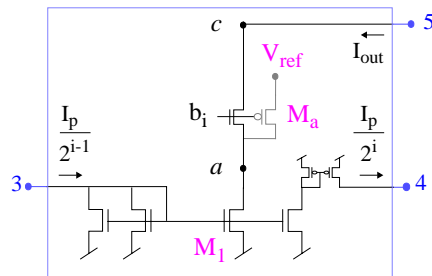 c
5
V_ref
I_out
b_i
M_a
I_p
2^{i-1}
I_p
2^i
a
3
4
M_1